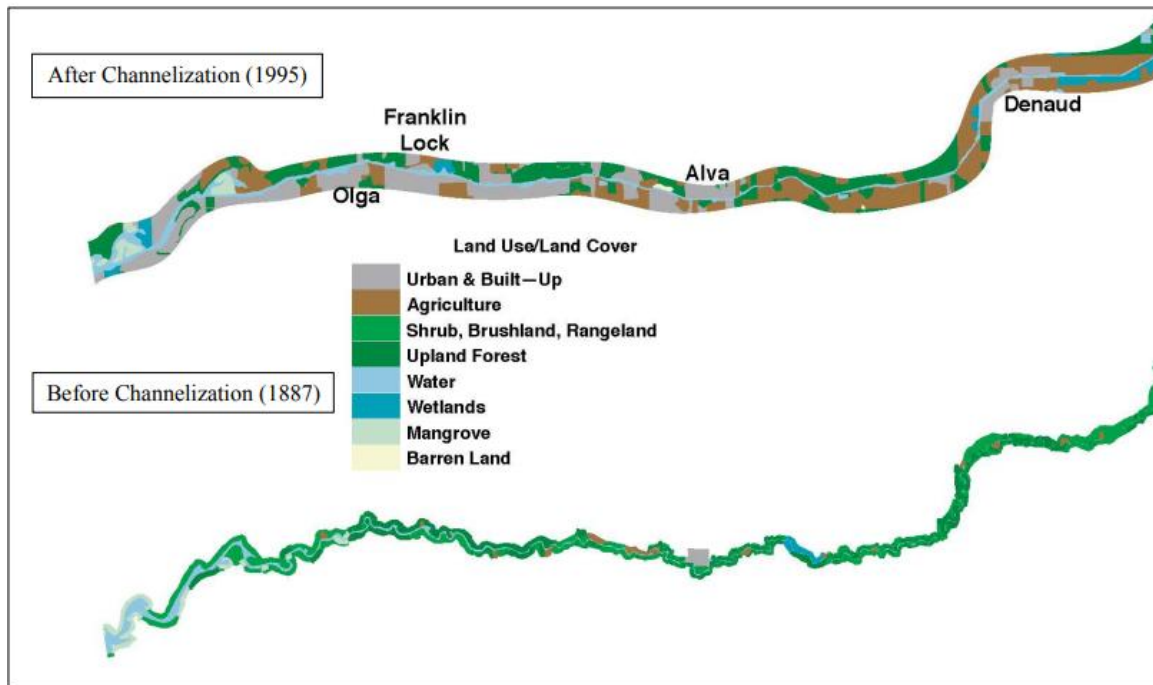 After Channelization (1995)
Franklin
Lock
Denaud
Alva
Olga
Land Use/Land Cover
Urban & Built—Up
Agriculture
Shrub, Brushland, Rangeland
Upland Forest
Water
Wetlands
Mangrove
Barren Land
Before Channelization (1887)